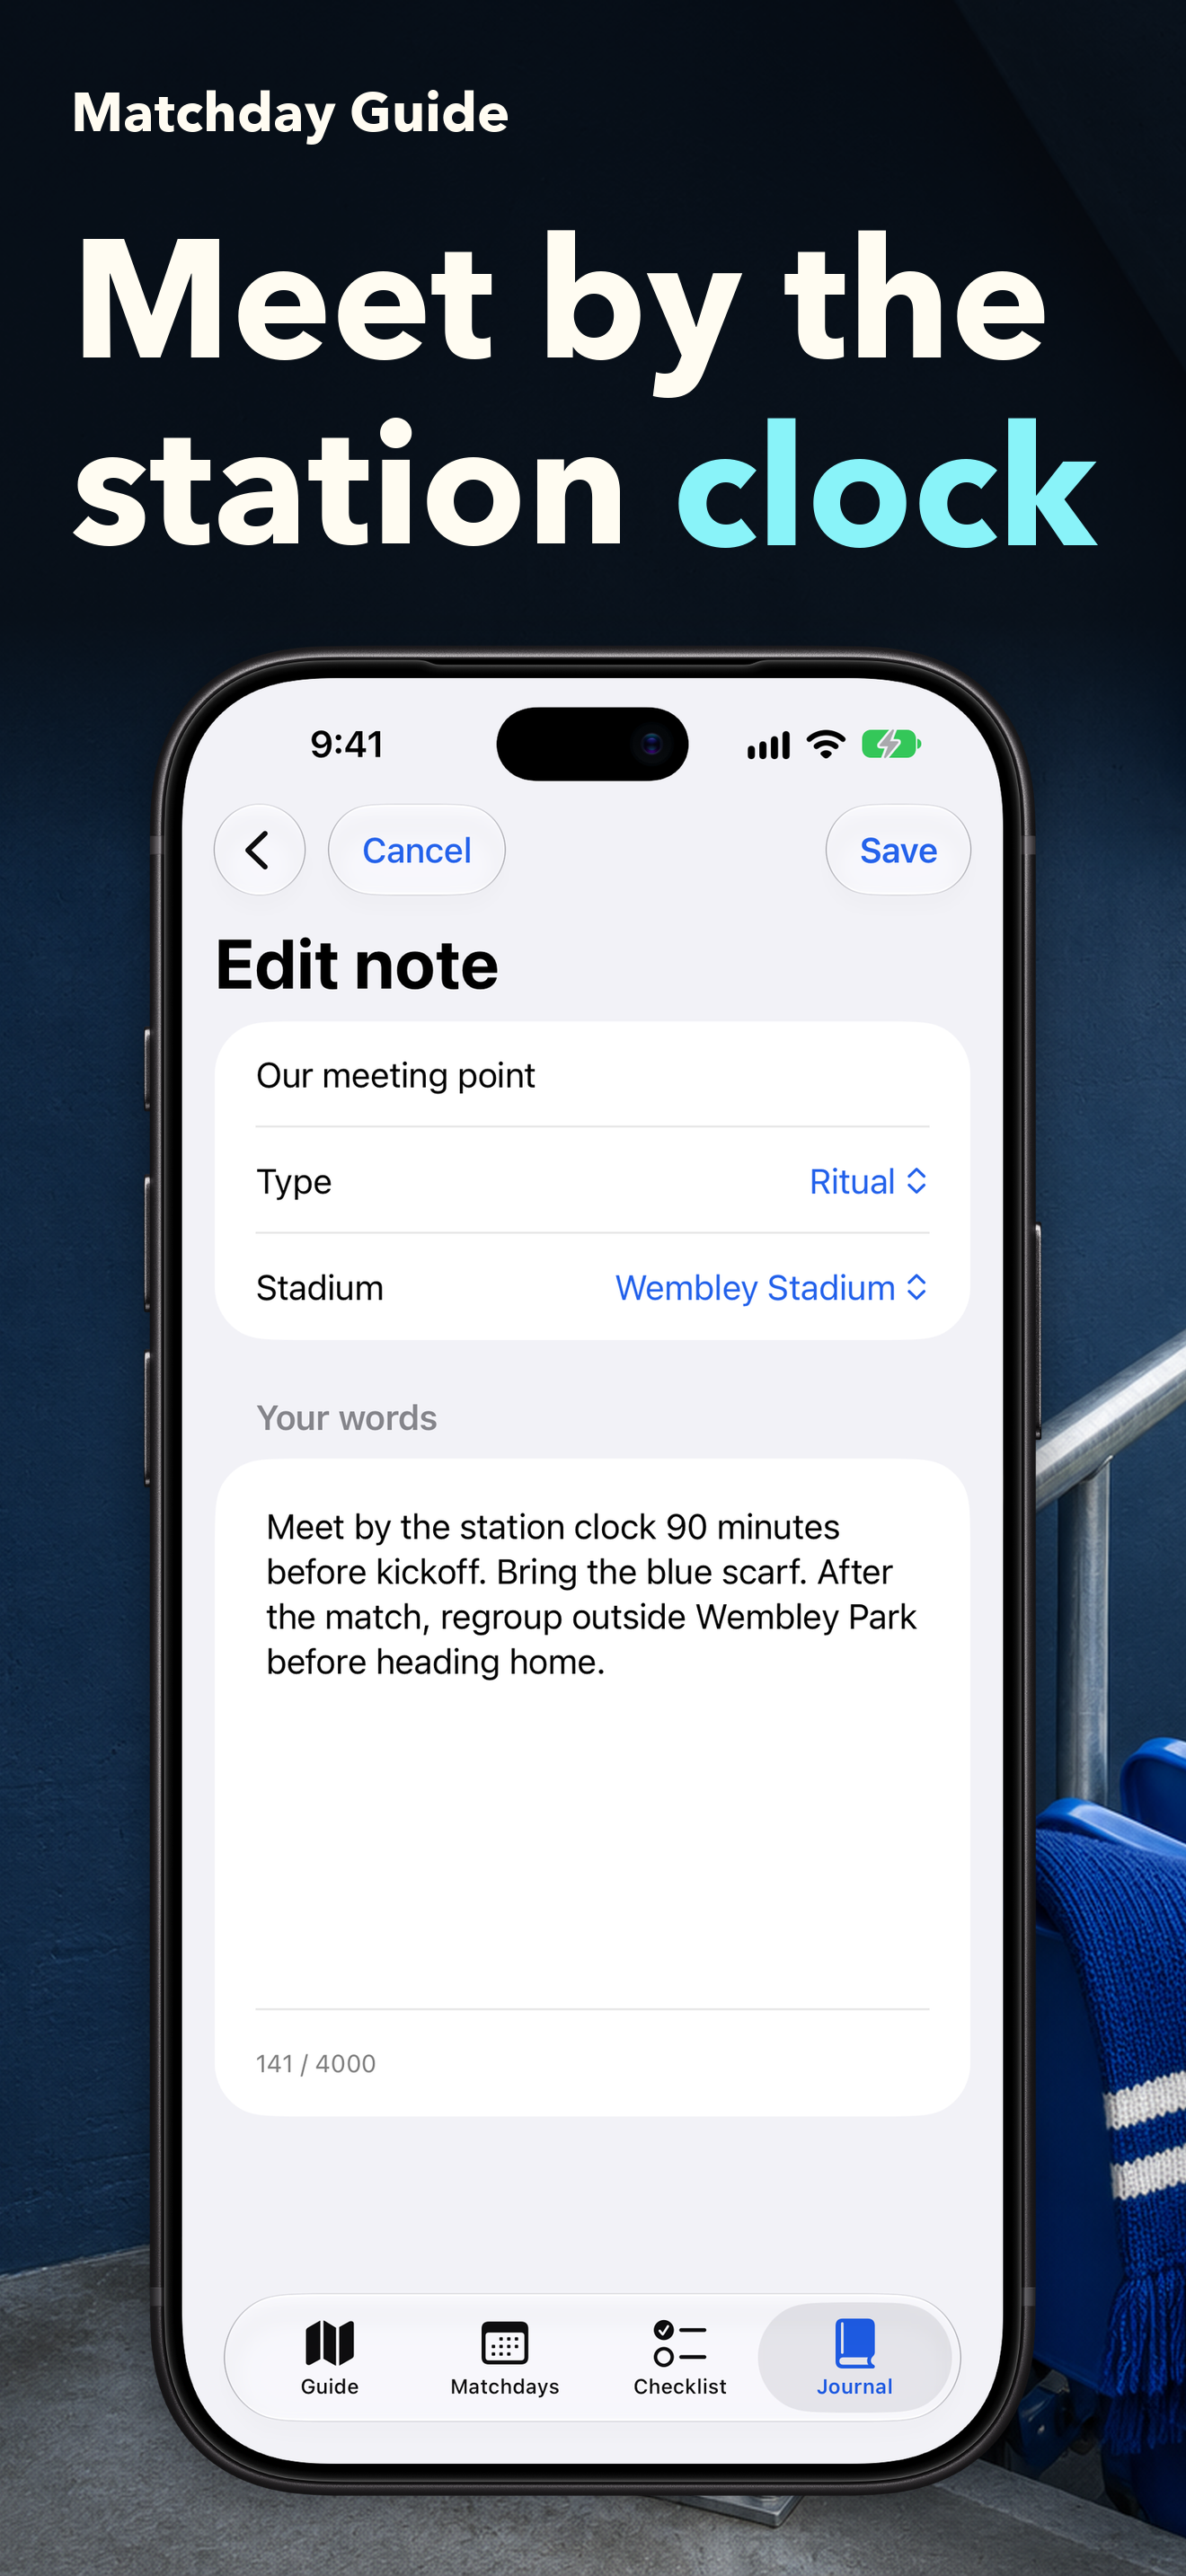 Matchday Guide
Meet by the
station clock
9:41
Cancel
Save
Edit note
Our meeting point
Type
Ritual
Stadium
Wembley Stadium
Your words
Meet by the station clock 90 minutes
before kickoff. Bring the blue scarf. After
the match, regroup outside Wembley Park
before heading home.
141 / 4000
Guide
Matchdays
Checklist
Journal